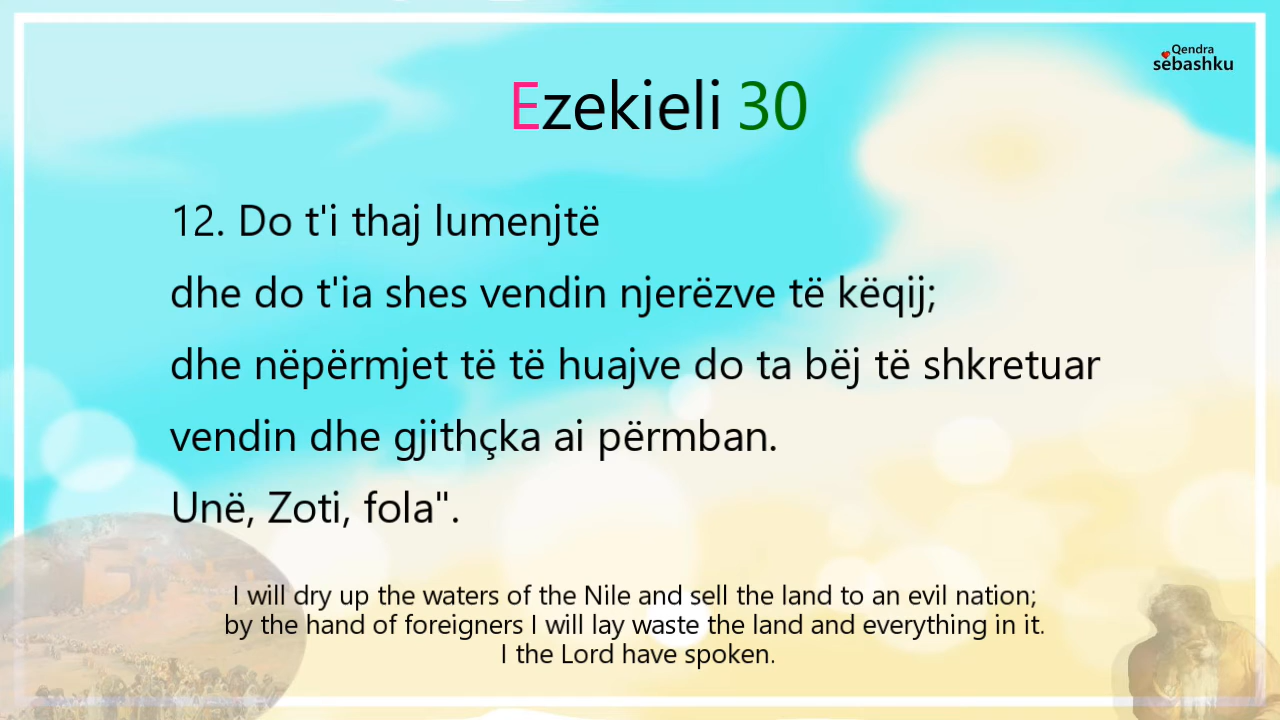 Qendra
sëbashku
Ezekieli 30
12. Do t'i thaj lumenjtë
dhe do t'ia shes vendin njerëzve të këqij;
dhe nëpërmjet të të huajve do ta bëj të shkretuar
vendin dhe gjithçka ai përmban.
Unë, Zoti, fola".
I will dry up the waters of the Nile and sell the land to an evil nation;
by the hand of foreigners I will lay waste the land and everything in it.
I the Lord have spoken.